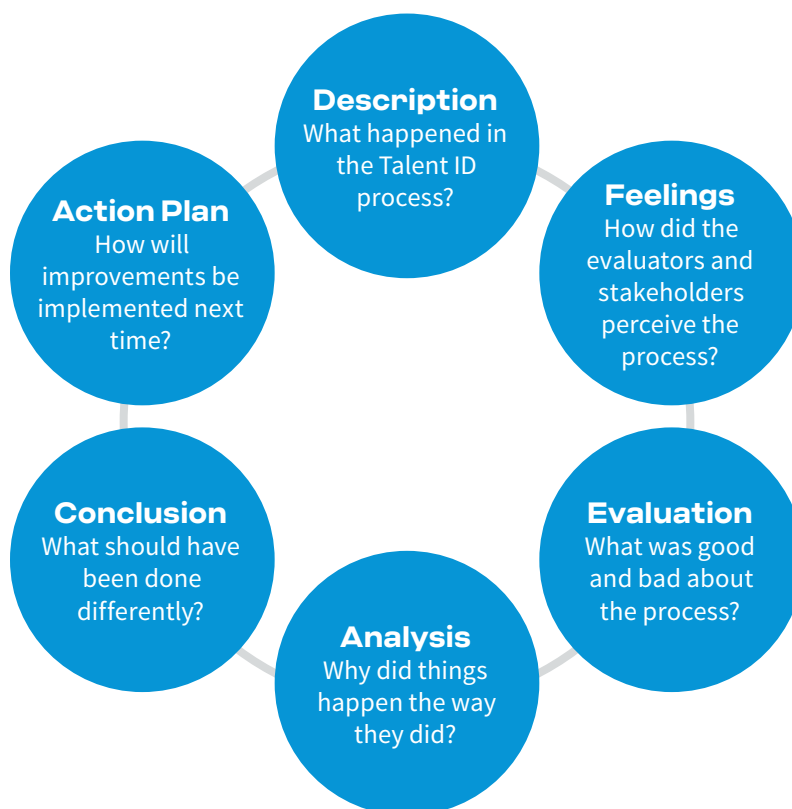 Description
What happened in
the Talent ID
process?
Feelings
How did the
evaluators and
stakeholders
perceive the
process?
Evaluation
What was good
and bad about
the process?
Analysis
Why did things
happen the way
they did?
Conclusion
What should have
been done
differently?
Action Plan
How will
improvements be
implemented next
time?